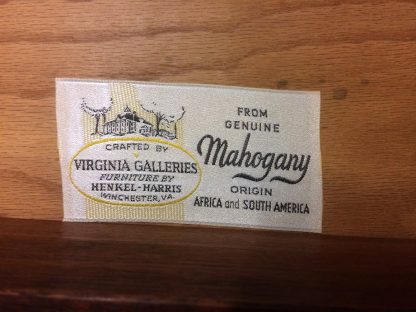 CRAFTED BY
VIRGINIA GALLERIES
FURNITURE BY
HENKEL-HARRIS
WINCHESTER, VA.
FROM
GENUINE
Mahogany
ORIGIN
AFRICA and SOUTH AMERICA